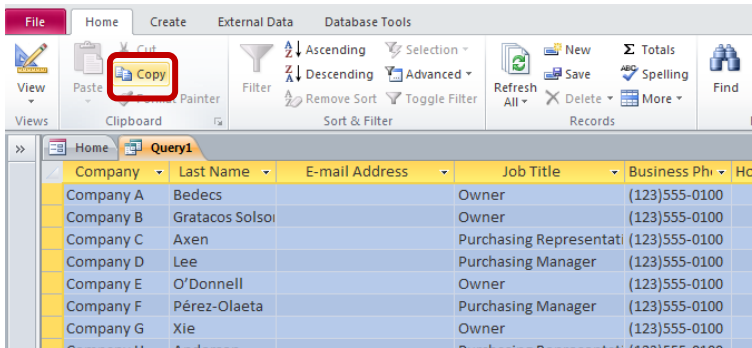 File Home Create External Data Database Tools
Cut Ascending Selection New Σ Totals
Copy Descending Advanced Save Spelling
View Paste Format Painter Filter Remove Sort Toggle Filter Refresh All Delete More Find
Views Clipboard Sort & Filter Records
» Home Query1
Company Last Name E-mail Address Job Title Business Ph Ho
Company A Bedecs Owner (123)555-0100
Company B Gratacos Solso Owner (123)555-0100
Company C Axen Purchasing Representati (123)555-0100
Company D Lee Purchasing Manager (123)555-0100
Company E O'Donnell Owner (123)555-0100
Company F Pérez-Olaeta Purchasing Manager (123)555-0100
Company G Xie Owner (123)555-0100